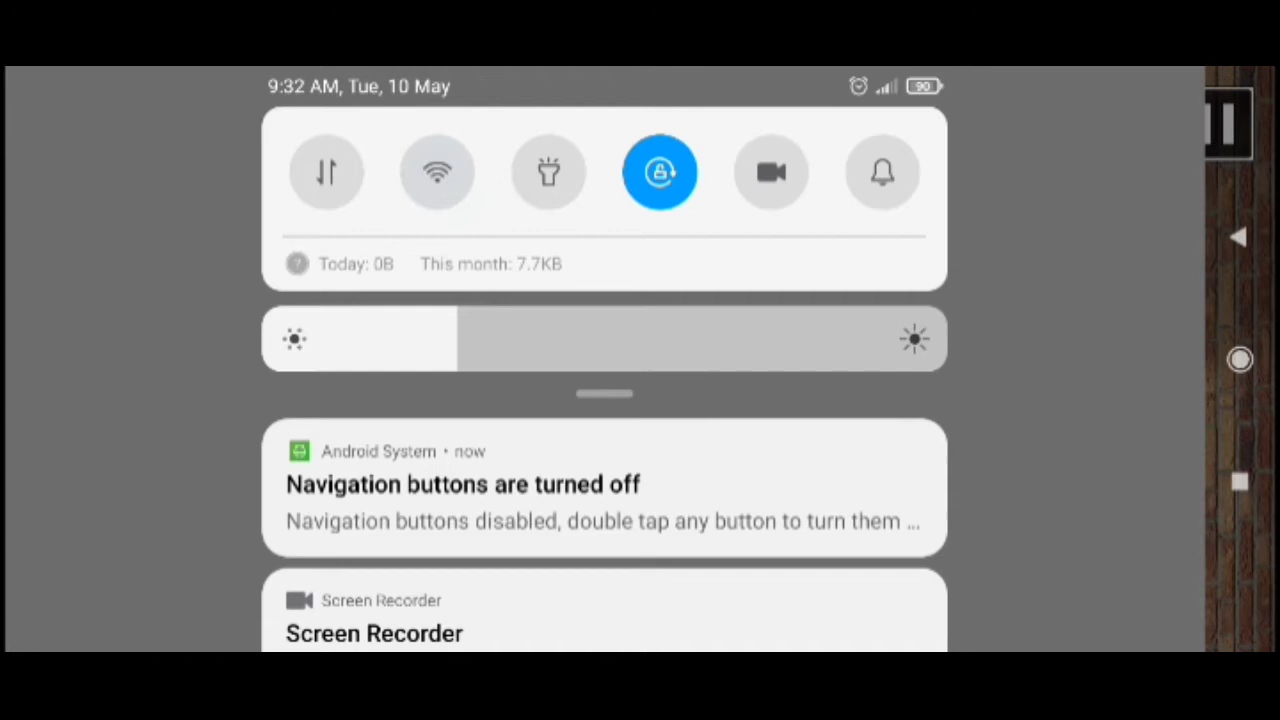 9:32 AM, Tue, 10 May
90
Today: 0B This month: 7.7KB
Android System • now
Navigation buttons are turned off
Navigation buttons disabled, double tap any button to turn them ...
Screen Recorder
Screen Recorder